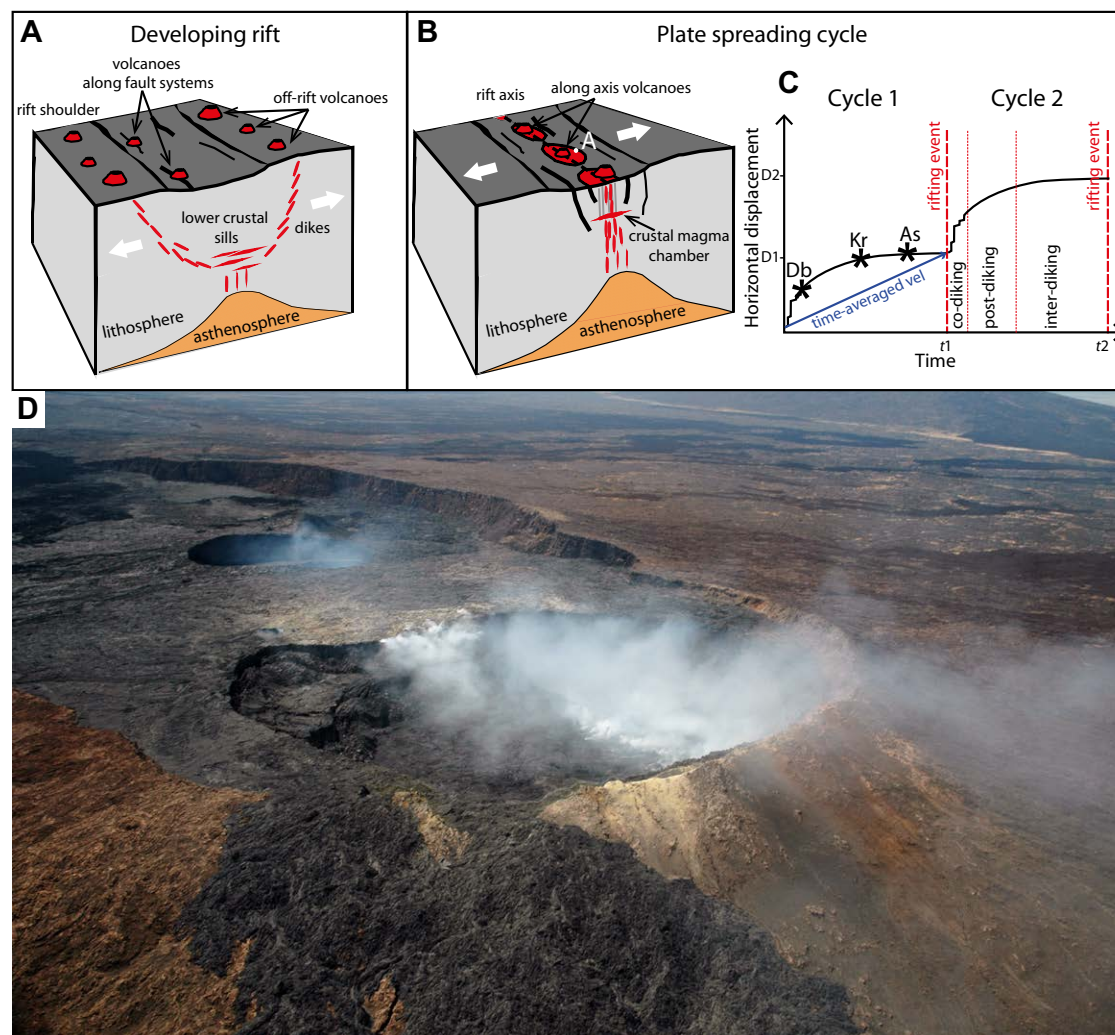 A
Developing rift
volcanoes
along fault systems
rift shoulder
off-rift volcanoes
lower crustal
sills
dikes
lithosphere
asthenosphere
B
Plate spreading cycle
rift axis
along axis volcanoes
A
crustal magma
chamber
lithosphere
asthenosphere
C
Cycle 1
Cycle 2
Horizontal displacement
D2
D1
Db
Kr
As
time-averaged vel
rifting event
co-diking
post-diking
inter-diking
rifting event
t1
t2
Time
D